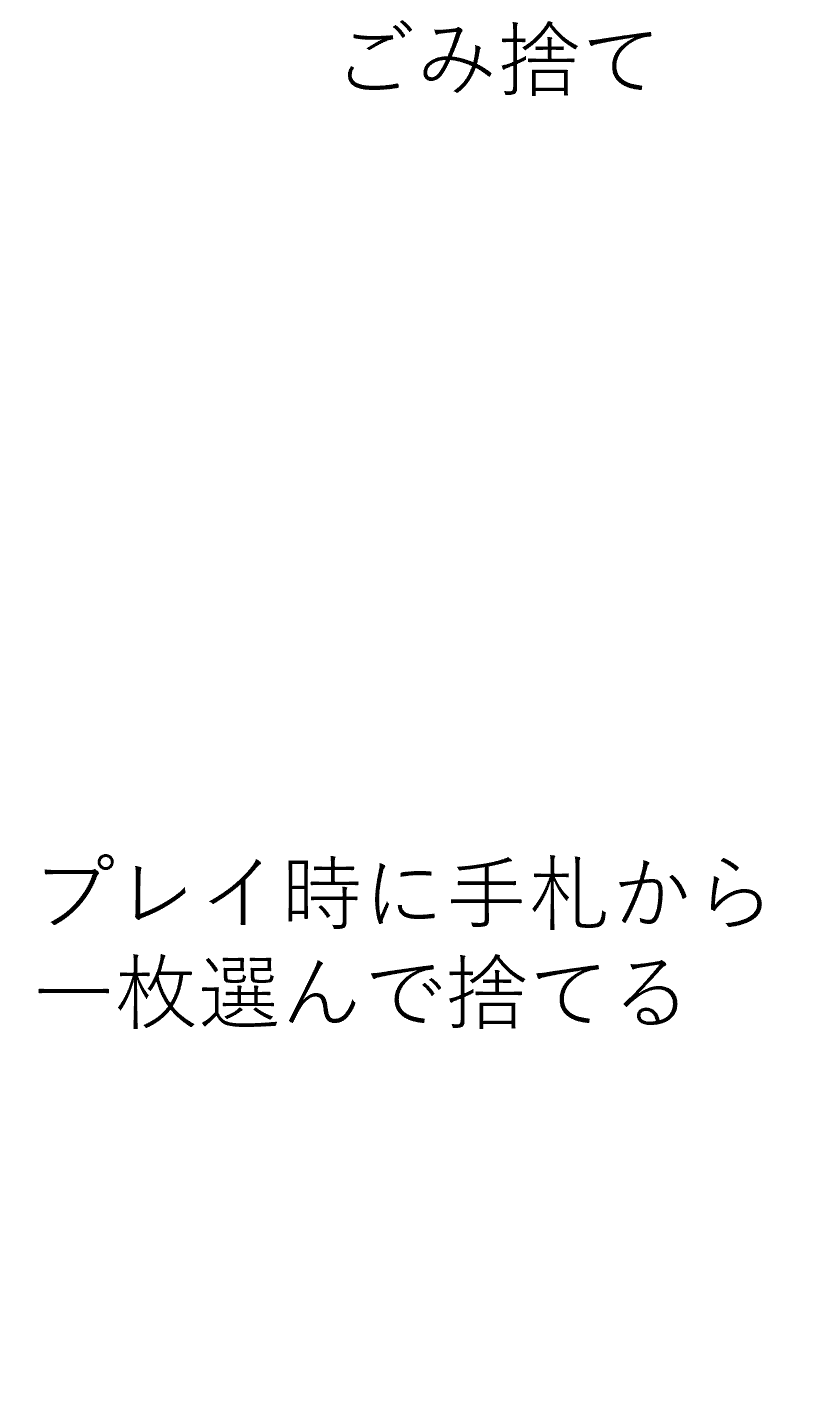 ごみ捨て
プレイ時に手札から
一枚選んで捨てる